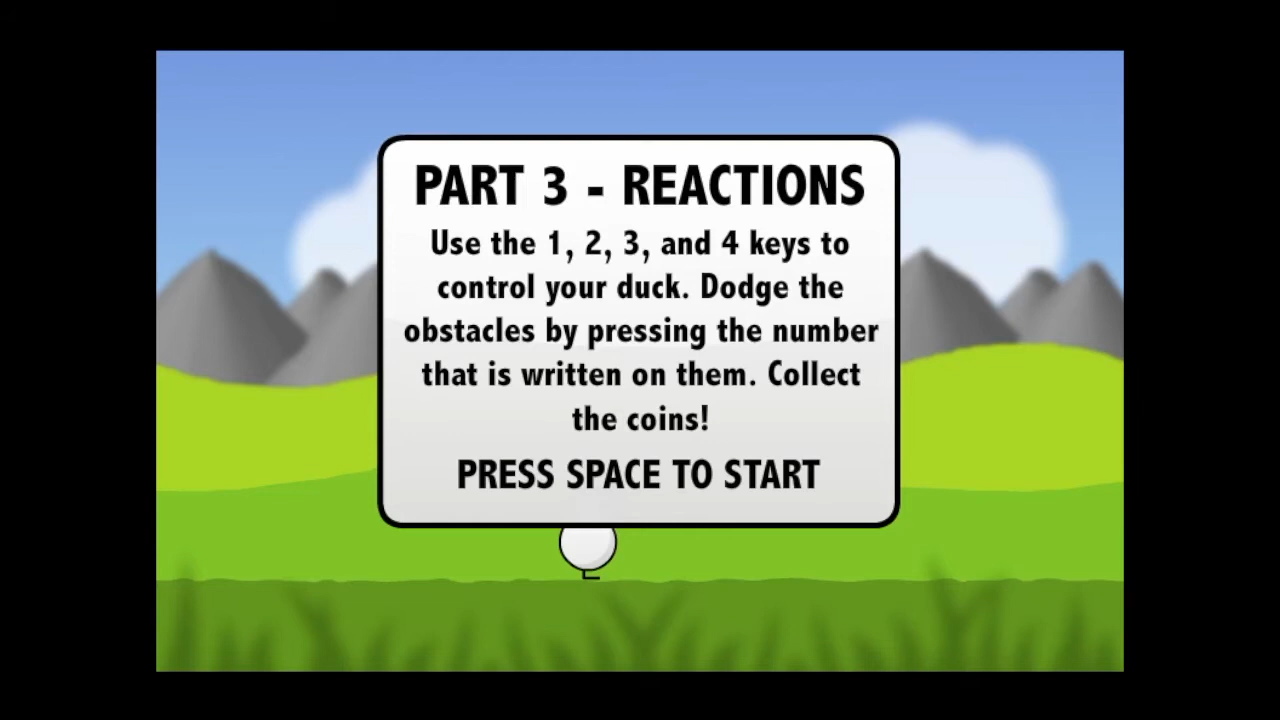 PART 3 - REACTIONS
Use the 1, 2, 3, and 4 keys to
control your duck. Dodge the
obstacles by pressing the number
that is written on them. Collect
the coins!
PRESS SPACE TO START